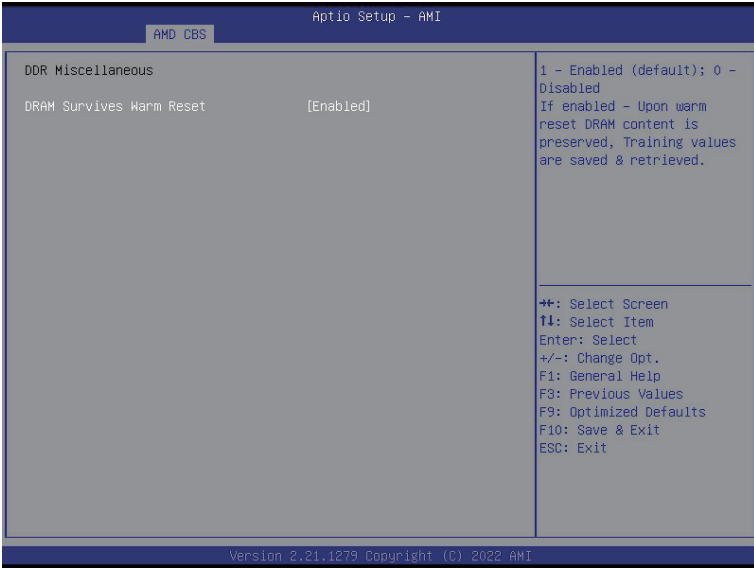 Aptio Setup – AMI
AMD CBS
DDR Miscellaneous
DRAM Survives Warm Reset [Enabled]
1 – Enabled (default); 0 –
Disabled
If enabled – Upon warm
reset DRAM content is
preserved, Training values
are saved & retrieved.
→←: Select Screen
↑↓: Select Item
Enter: Select
+/-: Change Opt.
F1: General Help
F3: Previous Values
F9: Optimized Defaults
F10: Save & Exit
ESC: Exit
Version 2.21.1279 Copyright (C) 2022 AMI